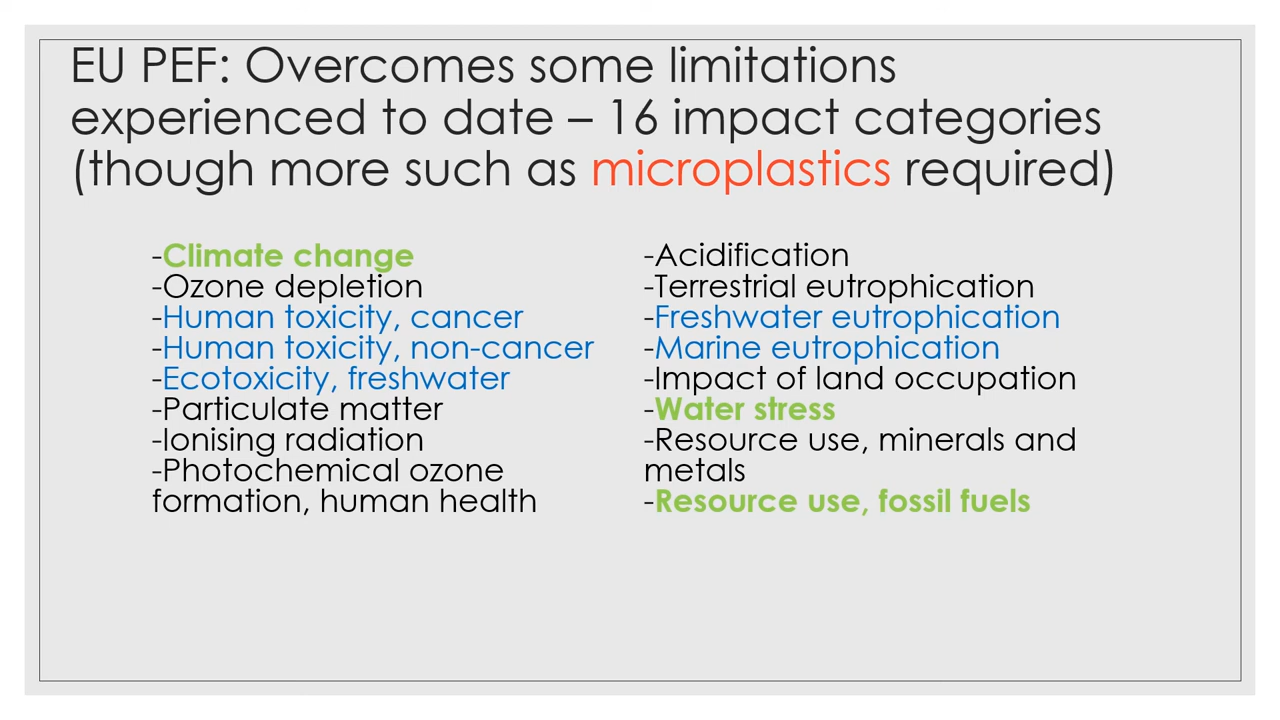 EU PEF: Overcomes some limitations
experienced to date – 16 impact categories
(though more such as microplastics required)
-Climate change
-Ozone depletion
-Human toxicity, cancer
-Human toxicity, non-cancer
-Ecotoxicity, freshwater
-Particulate matter
-Ionising radiation
-Photochemical ozone
formation, human health
-Acidification
-Terrestrial eutrophication
-Freshwater eutrophication
-Marine eutrophication
-Impact of land occupation
-Water stress
-Resource use, minerals and
metals
-Resource use, fossil fuels